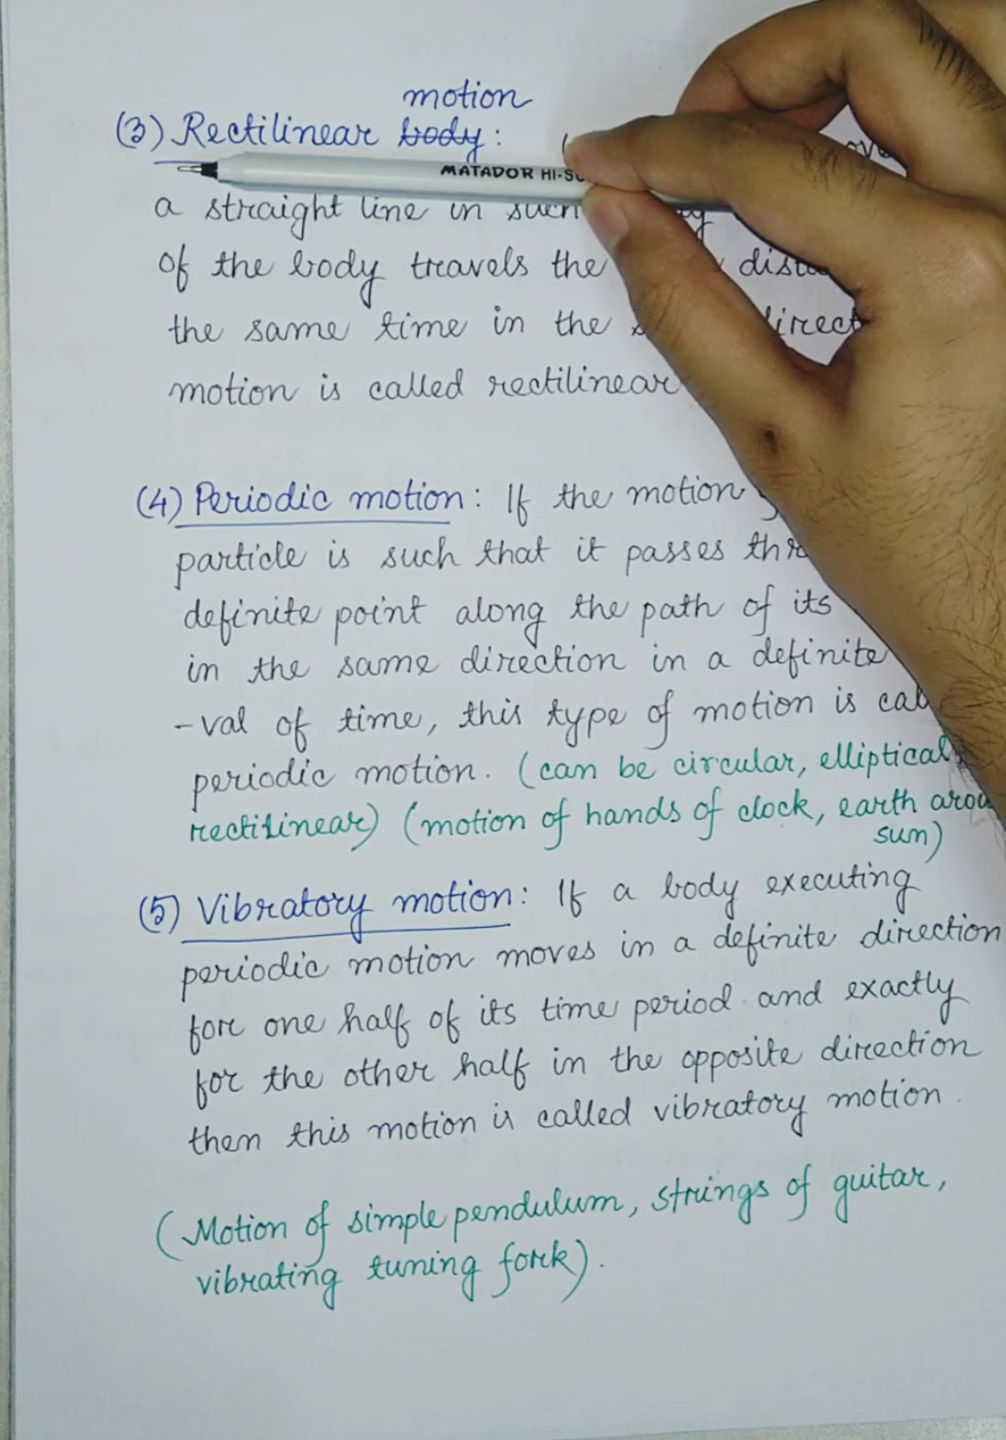 motion
(3) Rectilinear body:
MATADOR HI-S
a straight line in such
of the body travels the
the same time in the
motion is called rectilinear
(4) Periodic motion: If the motion
particle is such that it passes
definite point along the path of its
in the same direction in a definite
-val of time, this type of motion is
periodic motion. (can be circular, elliptical,
rectilinear) (motion of hands of clock, earth
sun)
(5) Vibratory motion: If a body executing
periodic motion moves in a definite direction
for one half of its time period and exactly
for the other half in the opposite direction
then this motion is called vibratory motion.
(Motion of simple pendulum, strings of guitar,
vibrating tuning fork).